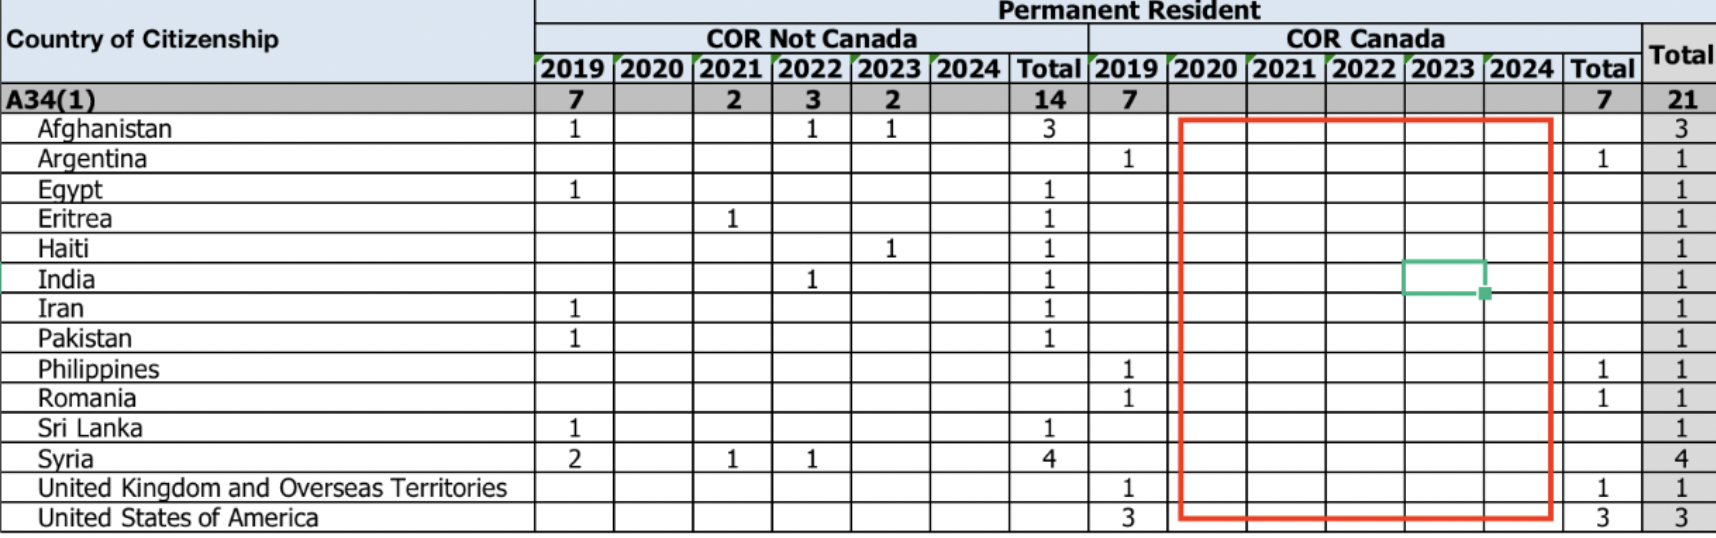 Permanent Resident
Country of Citizenship COR Not Canada COR Canada Total
2019 2020 2021 2022 2023 2024 Total 2019 2020 2021 2022 2023 2024 Total
A34(1) 7 2 3 2 14 7 7 21
Afghanistan 1 1 1 3 3
Argentina 1 1 1
Egypt 1 1 1
Eritrea 1 1 1
Haiti 1 1 1
India 1 1 1
Iran 1 1 1
Pakistan 1 1 1
Philippines 1 1 1
Romania 1 1 1
Sri Lanka 1 1 1
Syria 2 1 1 4 4
United Kingdom and Overseas Territories 1 1 1
United States of America 3 3 3